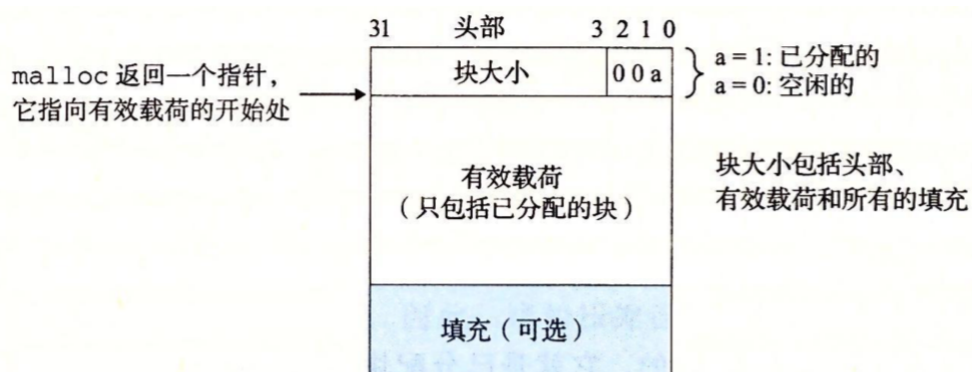 31 头部 3 2 1 0
malloc 返回一个指针，
它指向有效载荷的开始处
块大小 0 0 a
a = 1: 已分配的
a = 0: 空闲的
有效载荷
（只包括已分配的块）
块大小包括头部、
有效载荷和所有的填充
填充（可选）